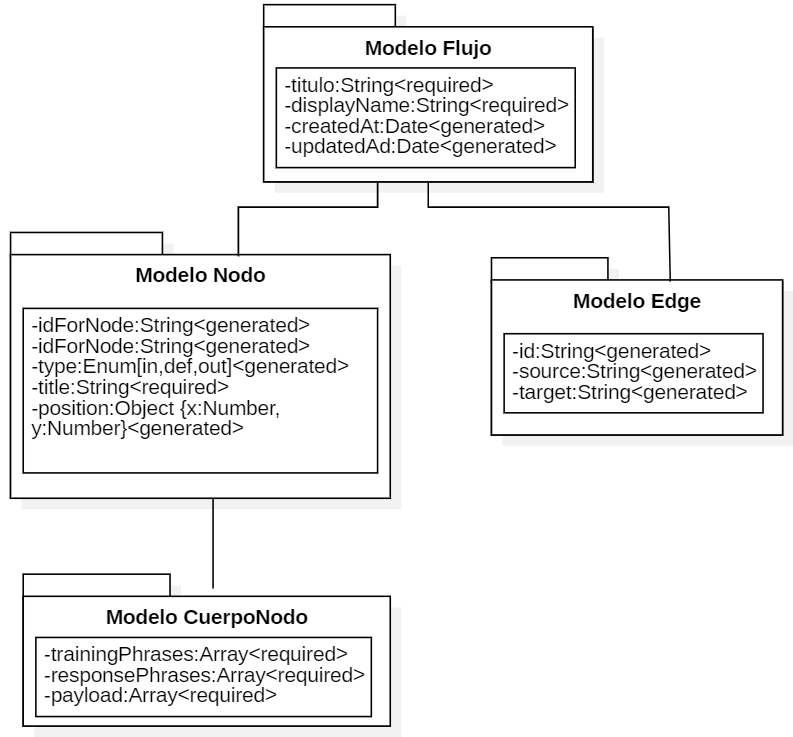 Modelo Flujo
-titulo:String<required>
-displayName:String<required>
-createdAt:Date<generated>
-updatedAd:Date<generated>
Modelo Nodo
-idForNode:String<generated>
-idForNode:String<generated>
-type:Enum[in,def,out]<generated>
-title:String<required>
-position:Object {x:Number,
y:Number}<generated>
Modelo Edge
-id:String<generated>
-source:String<generated>
-target:String<generated>
Modelo CuerpoNodo
-trainingPhrases:Array<required>
-responsePhrases:Array<required>
-payload:Array<required>